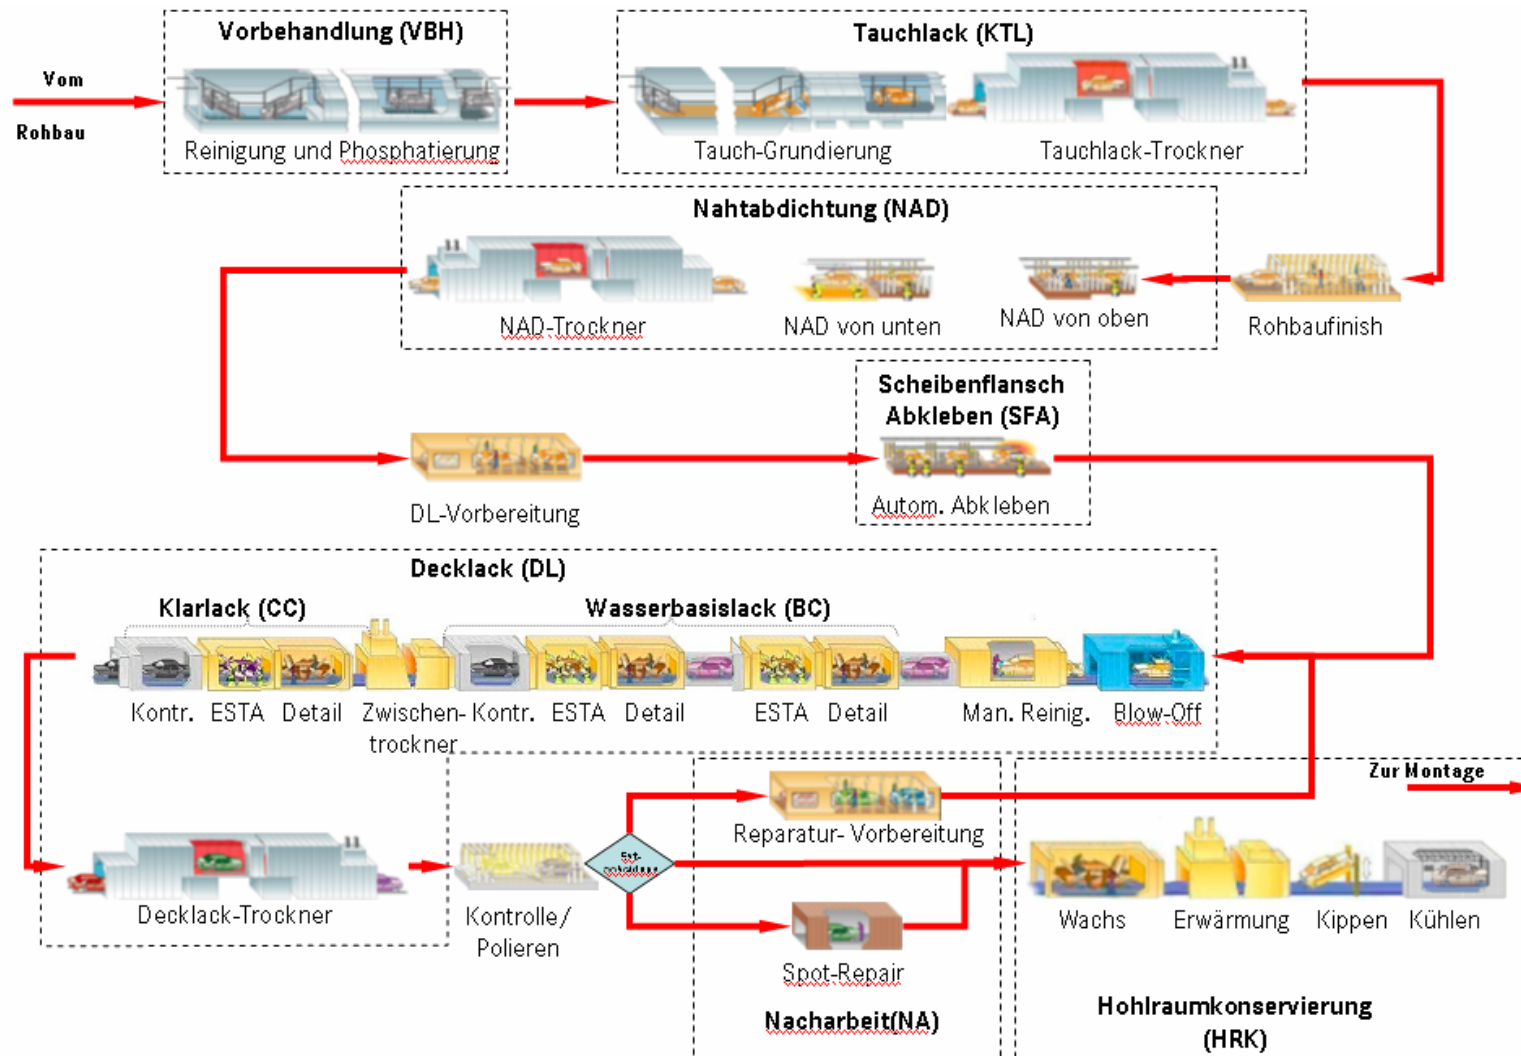 Vorbehandlung (VBH)
Vom
Rohbau
Reinigung und Phosphatierung
Tauchlack (KTL)
Tauch-Grundierung
Tauchlack-Trockner
Nahtabdichtung (NAD)
NAD-Trockner
NAD von unten
NAD von oben
Rohbaufinish
DL-Vorbereitung
Scheibenflansch
Abkleben (SFA)
Autom. Abkleben
Decklack (DL)
Klarlack (CC)
Wasserbasislack (BC)
Kontr. ESTA Detail Zwischen- Kontr. ESTA Detail ESTA Detail Man. Reinig. Blow-Off
trockner
Decklack-Trockner
Kontrolle/
Polieren
Reparatur- Vorbereitung
Spot-Repair
Nacharbeit(NA)
Zur Montage
Wachs Erwärmung Kippen Kühlen
Hohlraumkonservierung
(HRK)